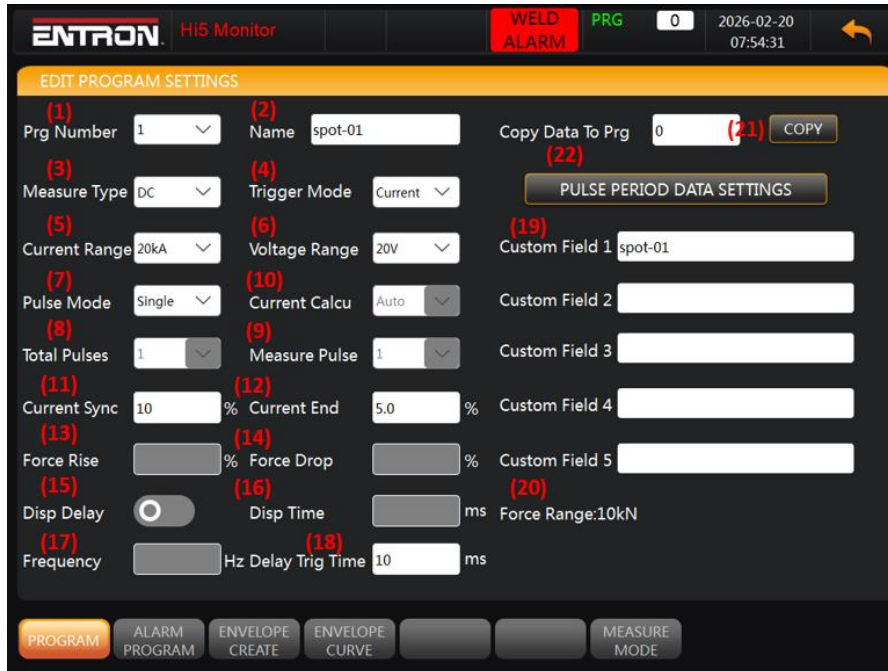 ENTRON. Hi5 Monitor WELD ALARM PRG 0 2026-02-20 07:54:31
EDIT PROGRAM SETTINGS
(1) (2)
Prg Number 1 Name spot-01 Copy Data To Prg 0 (21) COPY
(3) (4) (22)
Measure Type DC Trigger Mode Current PULSE PERIOD DATA SETTINGS
(5) (6) (19)
Current Range 20kA Voltage Range 20V Custom Field 1 spot-01
(7) (10)
Pulse Mode Single Current Calcu Auto Custom Field 2
(8) (9)
Total Pulses 1 Measure Pulse 1 Custom Field 3
(11) (12)
Current Sync 10 % Current End 5.0 % Custom Field 4
(13) (14)
Force Rise % Force Drop % Custom Field 5
(15) (16) (20)
Disp Delay Disp Time ms Force Range:10kN
(17) (18)
Frequency Hz Delay Trig Time 10 ms
PROGRAM ALARM PROGRAM ENVELOPE CREATE ENVELOPE CURVE MEASURE MODE